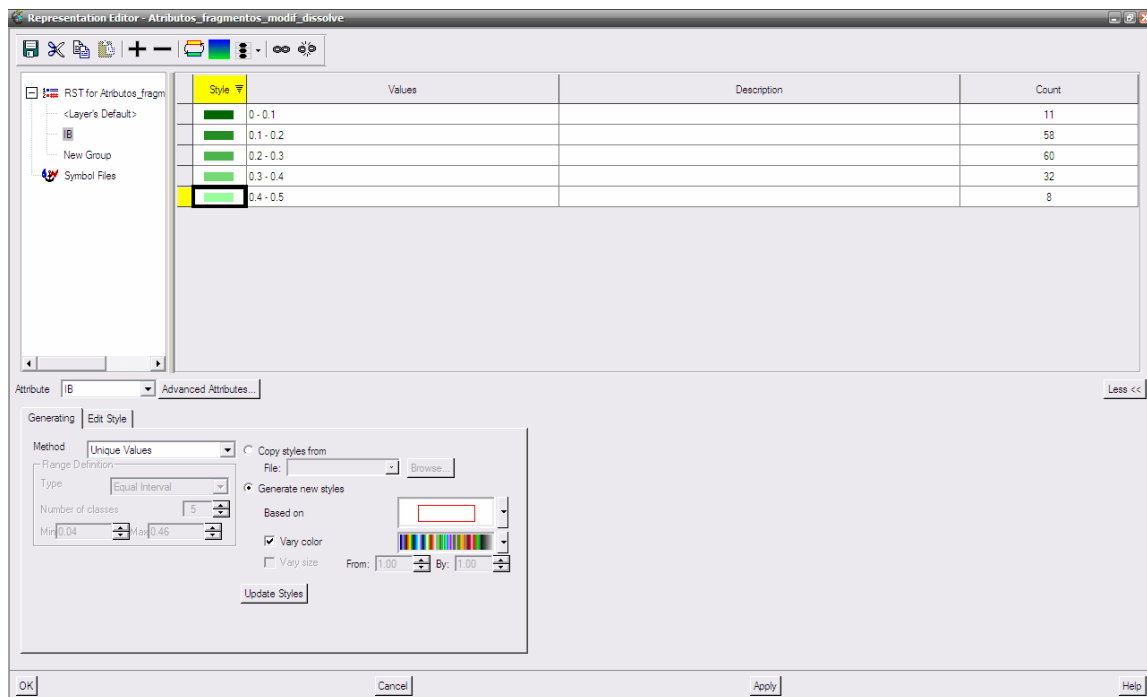 Representation Editor - Atributos_fragmentos_modif_dissolve
RST for Atributos_fragm
<Layer's Default>
IB
New Group
Symbol Files
Style Values Description Count
0 - 0.1 11
0.1 - 0.2 58
0.2 - 0.3 60
0.3 - 0.4 32
0.4 - 0.5 8
Attribute IB Advanced Attributes... Less <<
Generating Edit Style
Method Unique Values Copy styles from
Range Definition File: Browse...
Type Equal Interval Generate new styles
Number of classes 5 Based on
Min 0.04 Max 0.46 Vary color
Vary size From: 1.00 By: 1.00
Update Styles
OK Cancel Apply Help